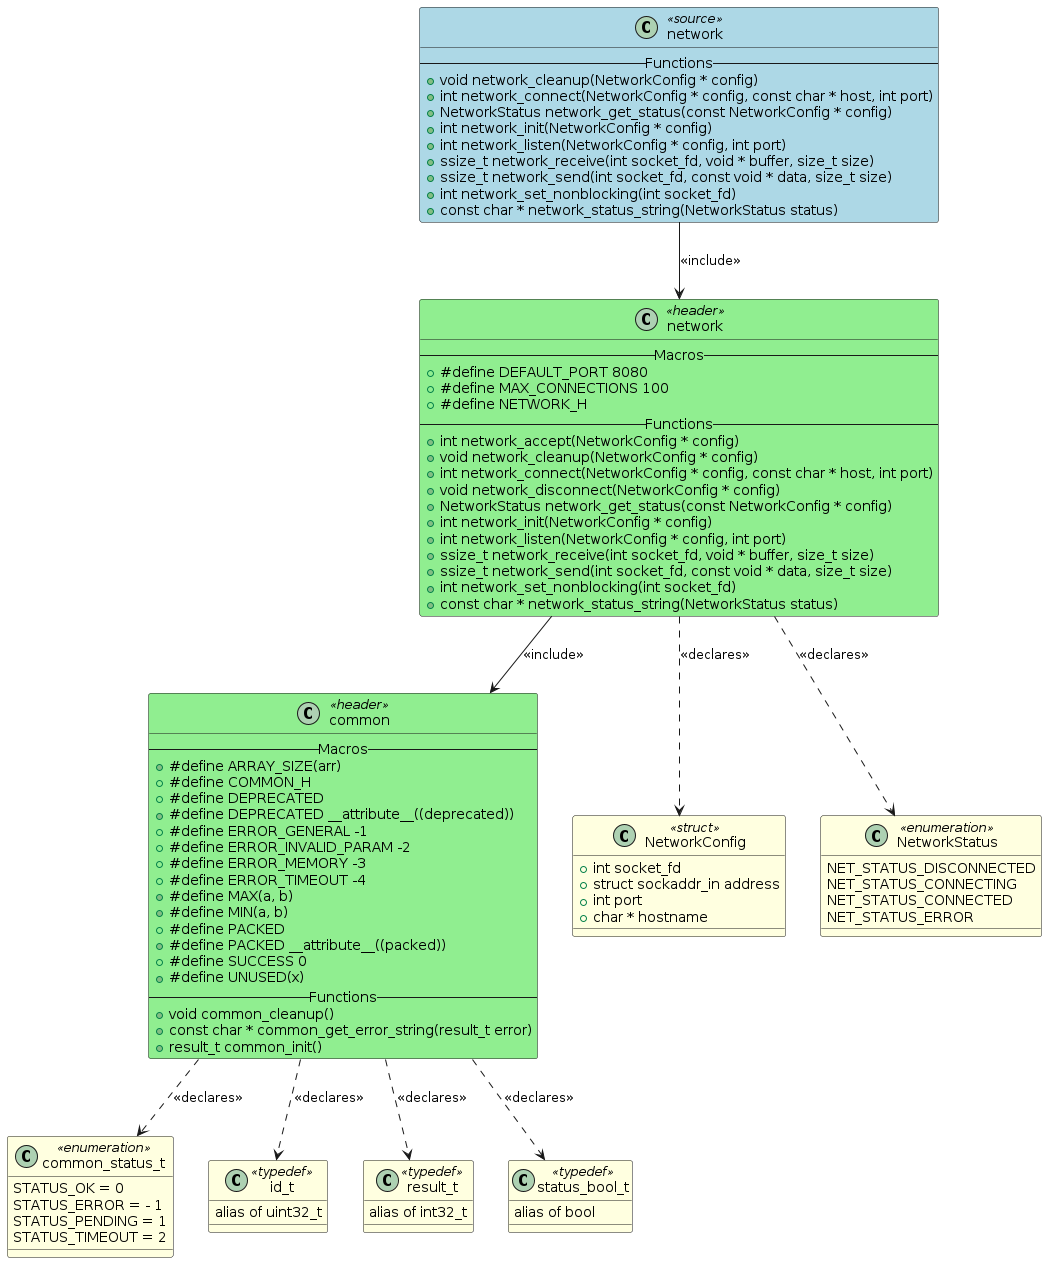 C «source»
network
Functions
void network_cleanup(NetworkConfig * config)
int network_connect(NetworkConfig * config, const char * host, int port)
NetworkStatus network_get_status(const NetworkConfig * config)
int network_init(NetworkConfig * config)
int network_listen(NetworkConfig * config, int port)
ssize_t network_receive(int socket_fd, void * buffer, size_t size)
ssize_t network_send(int socket_fd, const void * data, size_t size)
int network_set_nonblocking(int socket_fd)
const char * network_status_string(NetworkStatus status)
«include»
C «header»
network
Macros
#define DEFAULT_PORT 8080
#define MAX_CONNECTIONS 100
#define NETWORK_H
Functions
int network_accept(NetworkConfig * config)
void network_cleanup(NetworkConfig * config)
int network_connect(NetworkConfig * config, const char * host, int port)
void network_disconnect(NetworkConfig * config)
NetworkStatus network_get_status(const NetworkConfig * config)
int network_init(NetworkConfig * config)
int network_listen(NetworkConfig * config, int port)
ssize_t network_receive(int socket_fd, void * buffer, size_t size)
ssize_t network_send(int socket_fd, const void * data, size_t size)
int network_set_nonblocking(int socket_fd)
const char * network_status_string(NetworkStatus status)
«include»
«declares»
«declares»
C «header»
common
Macros
#define ARRAY_SIZE(arr)
#define COMMON_H
#define DEPRECATED
#define DEPRECATED __attribute__((deprecated))
#define ERROR_GENERAL -1
#define ERROR_INVALID_PARAM -2
#define ERROR_MEMORY -3
#define ERROR_TIMEOUT -4
#define MAX(a, b)
#define MIN(a, b)
#define PACKED
#define PACKED __attribute__((packed))
#define SUCCESS 0
#define UNUSED(x)
Functions
void common_cleanup()
const char * common_get_error_string(result_t error)
result_t common_init()
C «struct»
NetworkConfig
int socket_fd
struct sockaddr_in address
int port
char * hostname
C «enumeration»
NetworkStatus
NET_STATUS_DISCONNECTED
NET_STATUS_CONNECTING
NET_STATUS_CONNECTED
NET_STATUS_ERROR
«declares»
«declares»
«declares»
«declares»
C «enumeration»
common_status_t
STATUS_OK = 0
STATUS_ERROR = - 1
STATUS_PENDING = 1
STATUS_TIMEOUT = 2
C «typedef»
id_t
alias of uint32_t
C «typedef»
result_t
alias of int32_t
C «typedef»
status_bool_t
alias of bool